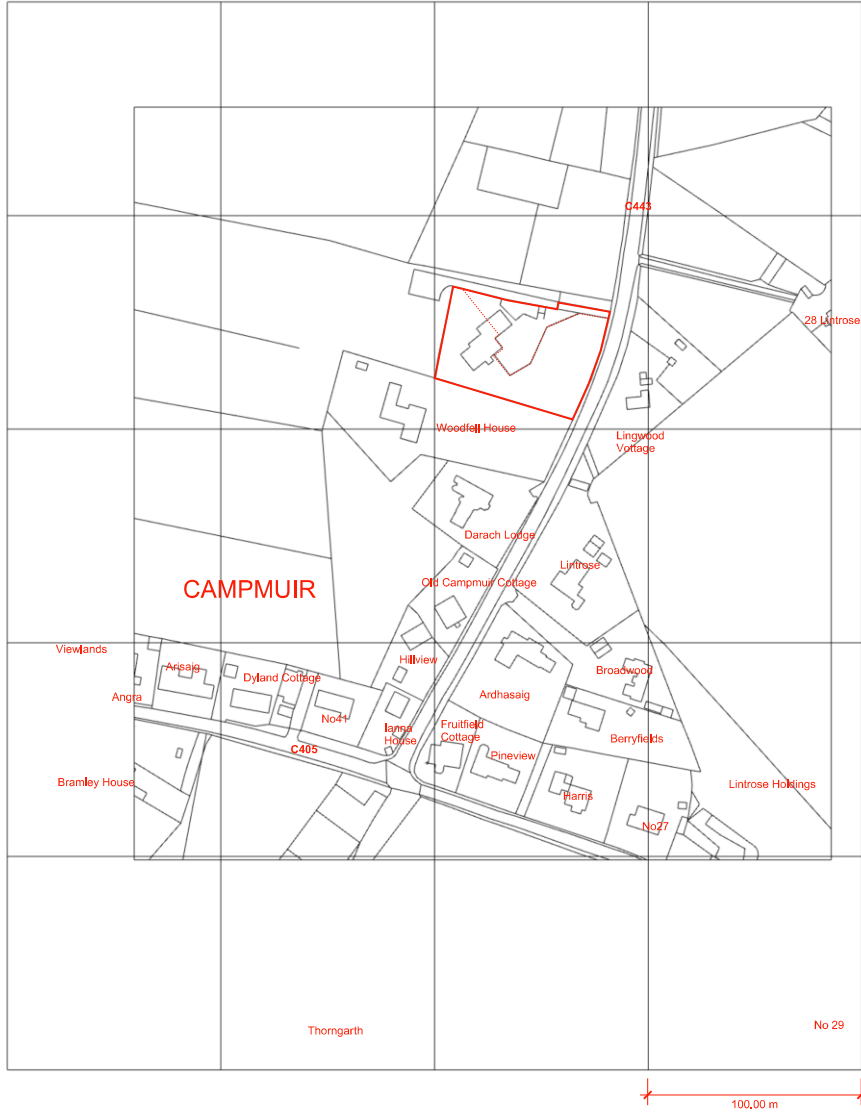 C443
28 Lintrose
Woodfell House
Lingwood
Vottage
Darach Lodge
Lintrose
Old Campmuir Cottage
CAMPMUIR
Viewlands
Arisaig
Hillview
Dyland Cottage
Broadwood
Angra
Ardhasaig
No41
Ianna
House
Fruitfield
Cottage
Berryfields
C405
Pineview
Bramley House
Harris
Lintrose Holdings
No27
Thorngarth
No 29
100,00 m